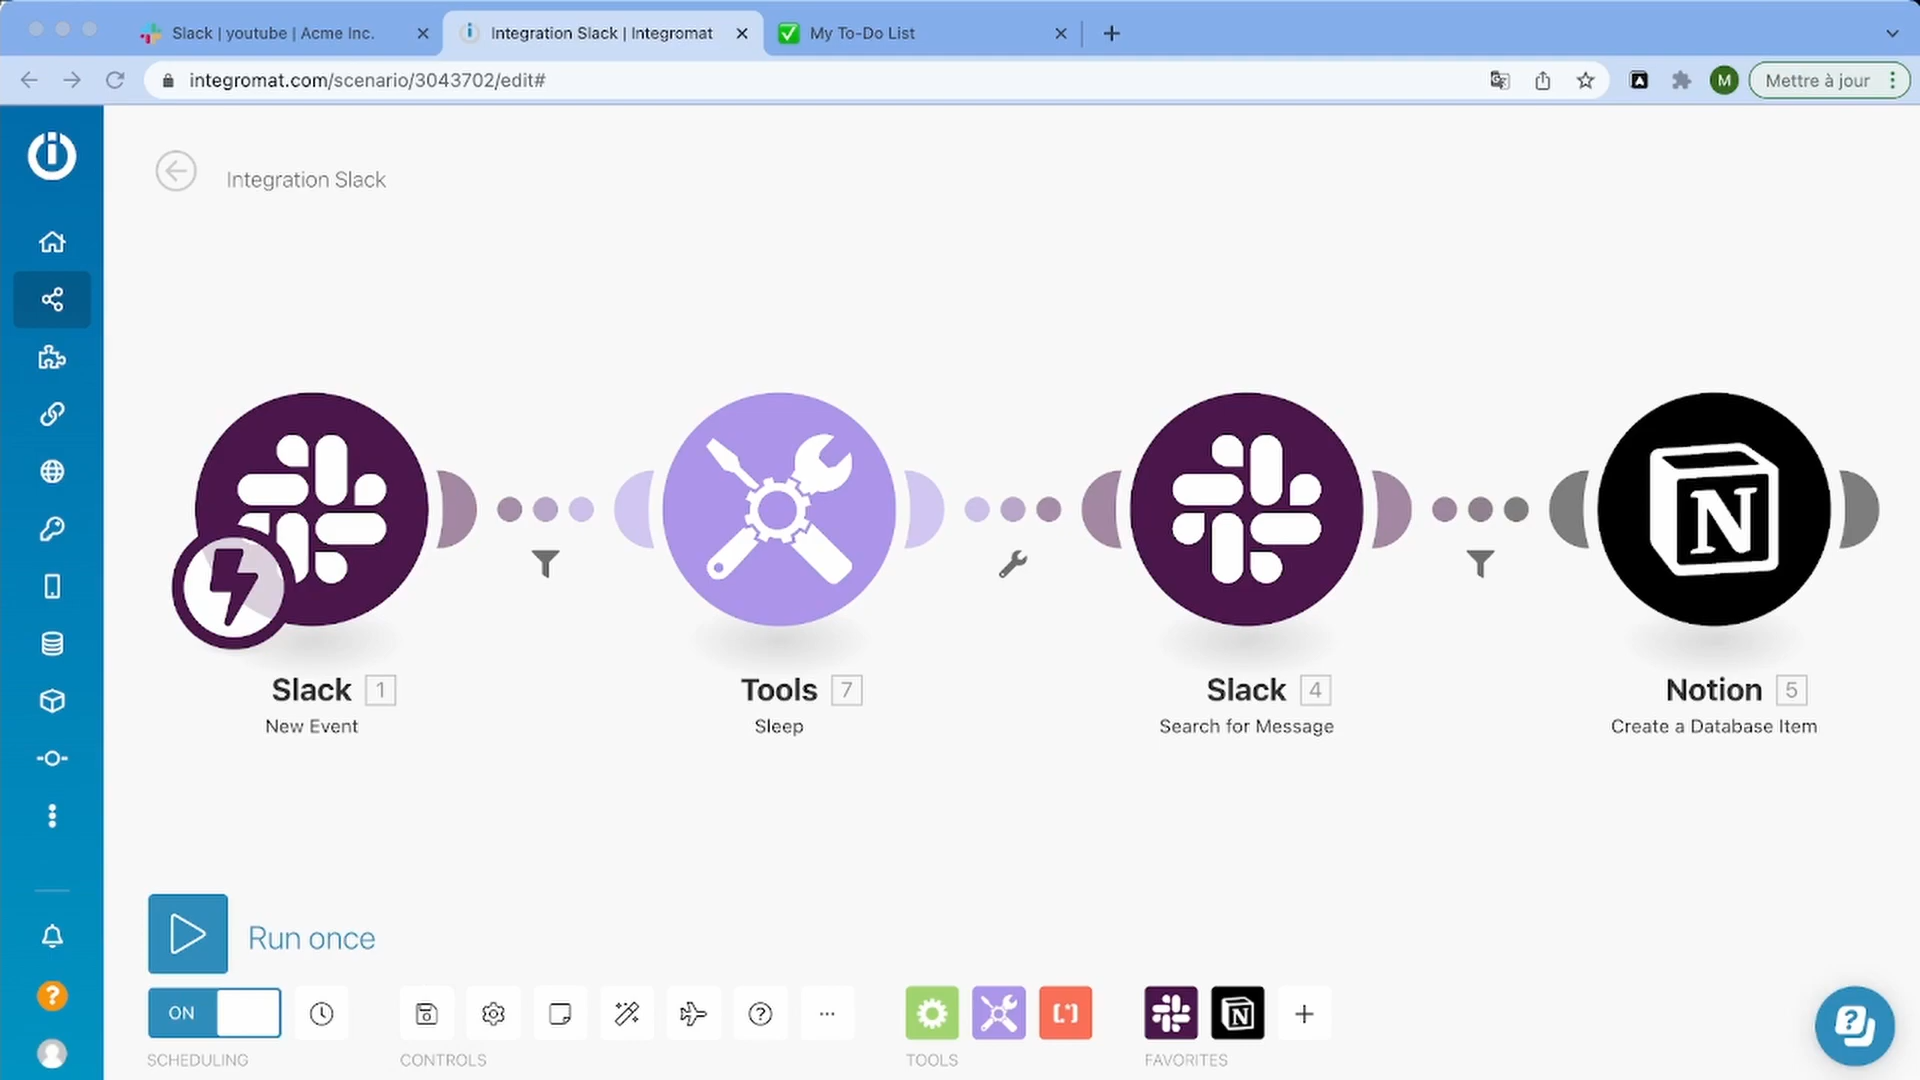 Slack | youtube | Acme Inc.
Integration Slack | Integromat
My To-Do List
integromat.com/scenario/3043702/edit#
M
Mettre à jour
Integration Slack
Slack 1
New Event
Tools 7
Sleep
Slack 4
Search for Message
Notion 5
Create a Database Item
Run once
ON
SCHEDULING
CONTROLS
TOOLS
FAVORITES